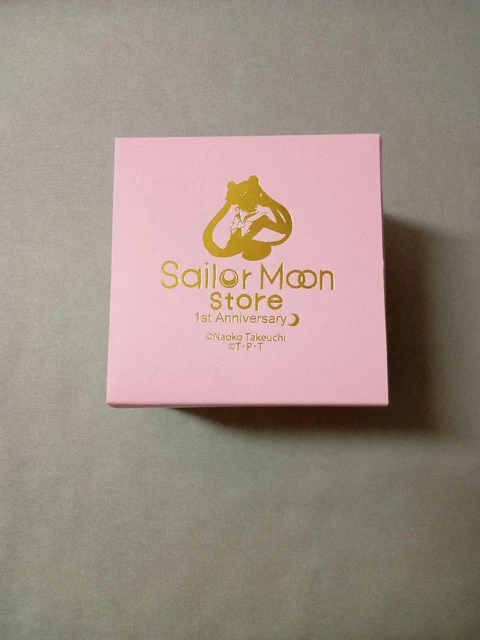 Sailor Moon
store
1st Anniversary
©Naoko Takeuchi
©T・P・T